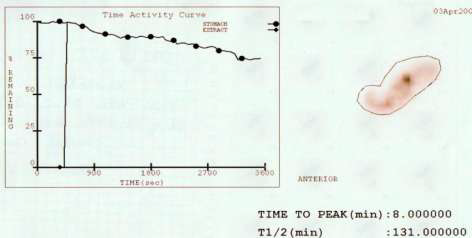 Time Activity Curve
STOMACH
EXTRACT
% REMAINING
100
75
50
25
0
0 900 1800 2700 3600
TIME(sec)
03Apr200
ANTERIOR
TIME TO PEAK(min):8.000000
T1/2(min) :131.000000